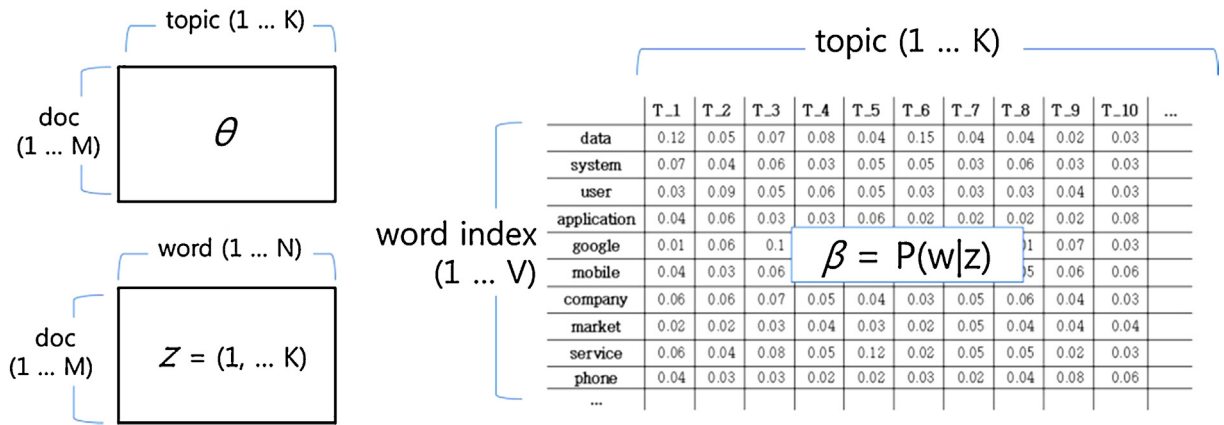 topic (1 ... K)
doc
(1 ... M)
θ
word (1 ... N)
doc
(1 ... M)
Z = (1, ... K)
topic (1 ... K)
word index
(1 ... V)
T_1 T_2 T_3 T_4 T_5 T_6 T_7 T_8 T_9 T_10 ...
data 0.12 0.05 0.07 0.08 0.04 0.15 0.04 0.04 0.02 0.03
system 0.07 0.04 0.06 0.03 0.05 0.05 0.03 0.06 0.03 0.03
user 0.03 0.09 0.05 0.06 0.05 0.03 0.03 0.03 0.04 0.03
application 0.04 0.06 0.03 0.03 0.06 0.02 0.02 0.02 0.02 0.08
google 0.01 0.06 0.1 0.07 0.03
mobile 0.04 0.03 0.06 0.06 0.06
β = P(w|z)
company 0.06 0.06 0.07 0.05 0.04 0.03 0.05 0.06 0.04 0.03
market 0.02 0.02 0.03 0.04 0.03 0.02 0.05 0.04 0.04 0.04
service 0.06 0.04 0.08 0.05 0.12 0.02 0.05 0.05 0.02 0.03
phone 0.04 0.03 0.03 0.02 0.02 0.03 0.02 0.04 0.08 0.06
...